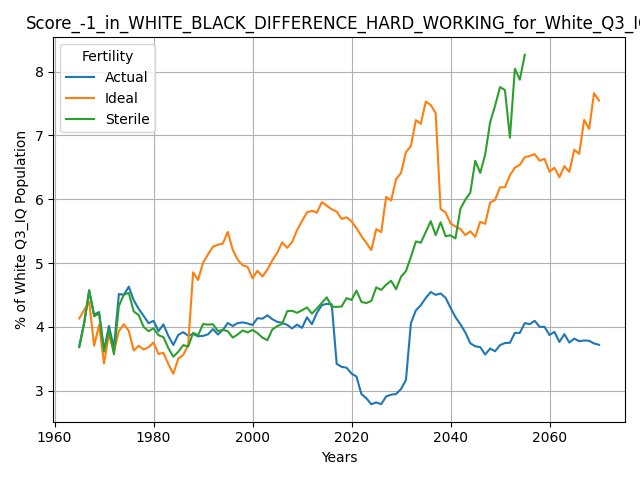 Score_-1_in_WHITE_BLACK_DIFFERENCE_HARD_WORKING_for_White_Q3_IQ
Fertility
Actual
Ideal
Sterile
8
7
6
5
4
3
% of White Q3_IQ Population
1960
1980
2000
2020
2040
2060
Years